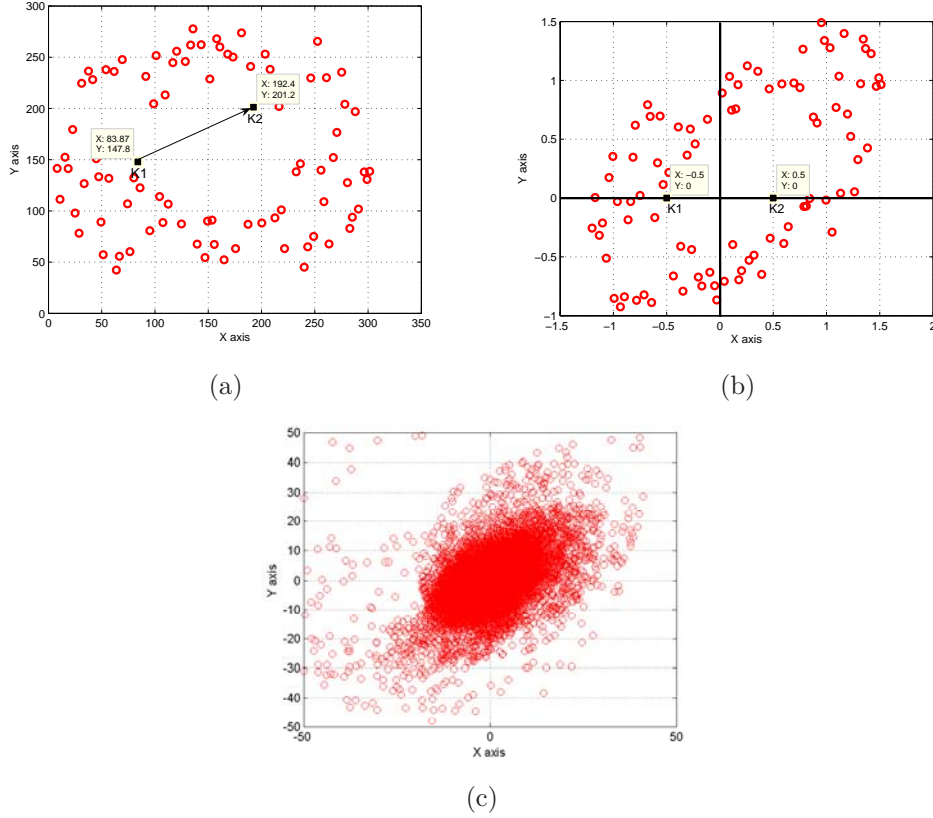 300
250
200
150
100
50
0
Y axis
X: 192.4
Y: 201.2
K2
X: 83.87
Y: 147.8
K1
0 50 100 150 200 250 300 350
X axis
(a)
1.5
1
0.5
0
−0.5
−1
Y axis
X: −0.5
Y: 0
K1
X: 0.5
Y: 0
K2
−1.5 −1 −0.5 0 0.5 1 1.5 2
X axis
(b)
50
40
30
20
10
0
-10
-20
-30
-40
-50
Y axis
-50 0 50
X axis
(c)